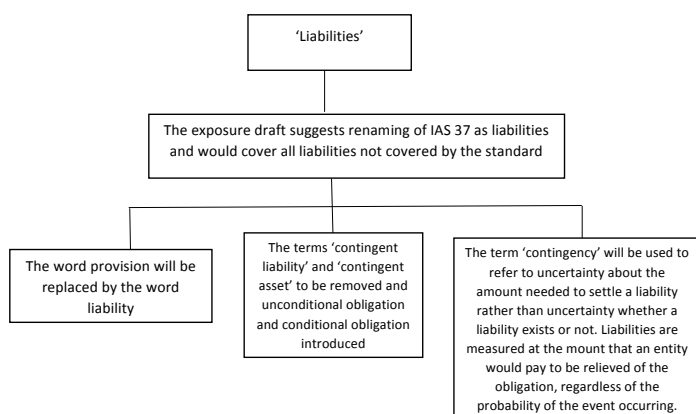 ‘Liabilities’
The exposure draft suggests renaming of IAS 37 as liabilities
and would cover all liabilities not covered by the standard
The word provision will be
replaced by the word
liability
The terms ‘contingent
liability’ and ‘contingent
asset’ to be removed and
unconditional obligation
and conditional obligation
introduced
The term ‘contingency’ will be used to
refer to uncertainty about the
amount needed to settle a liability
rather than uncertainty whether a
liability exists or not. Liabilities are
measured at the mount that an entity
would pay to be relieved of the
obligation, regardless of the
probability of the event occurring.